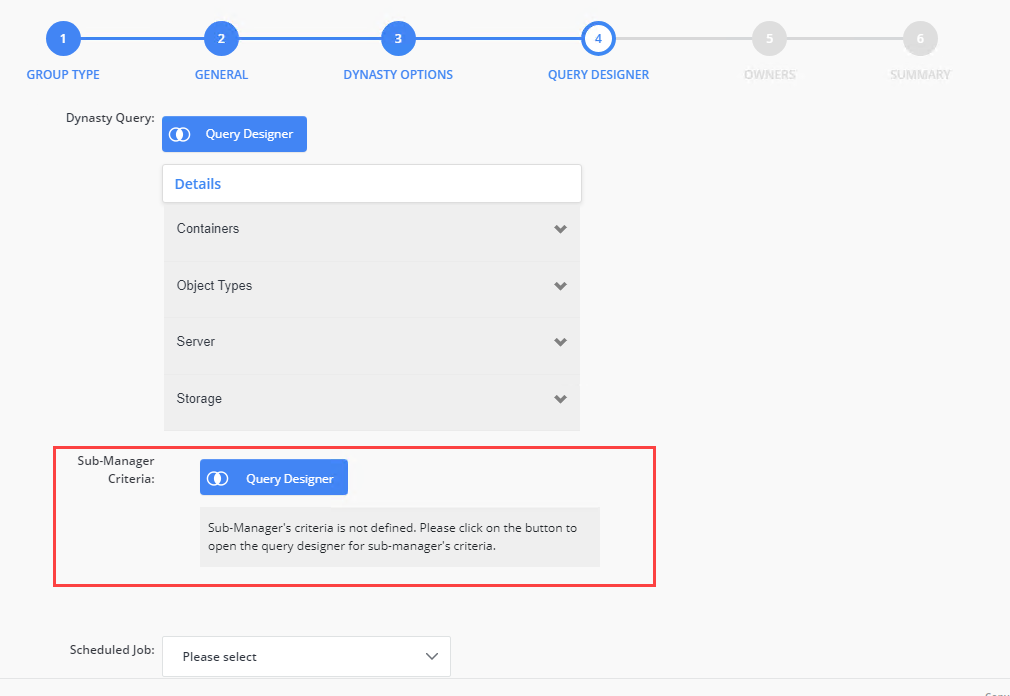 1 2 3 4 5 6
GROUP TYPE GENERAL DYNASTY OPTIONS QUERY DESIGNER OWNERS SUMMARY
Dynasty Query:
Query Designer
Details
Containers
Object Types
Server
Storage
Sub-Manager
Criteria:
Query Designer
Sub-Manager's criteria is not defined. Please click on the button to
open the query designer for sub-manager's criteria.
Scheduled Job:
Please select